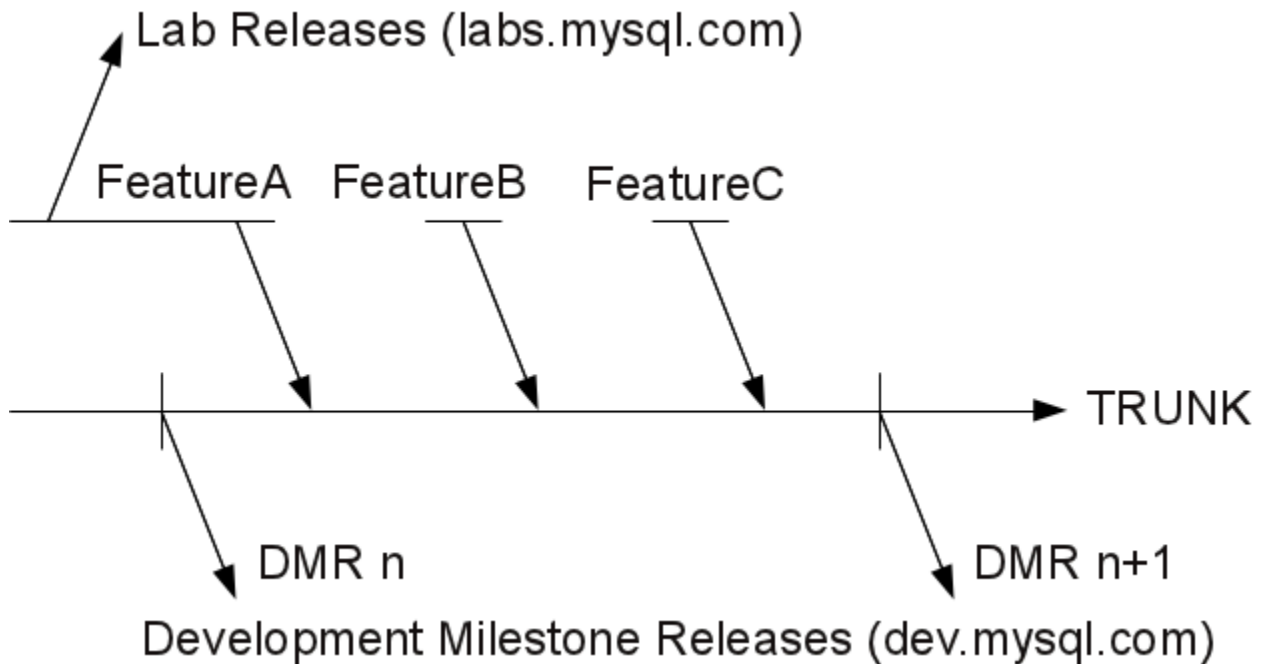 Lab Releases (labs.mysql.com)
FeatureA FeatureB FeatureC
TRUNK
DMR n DMR n+1
Development Milestone Releases (dev.mysql.com)